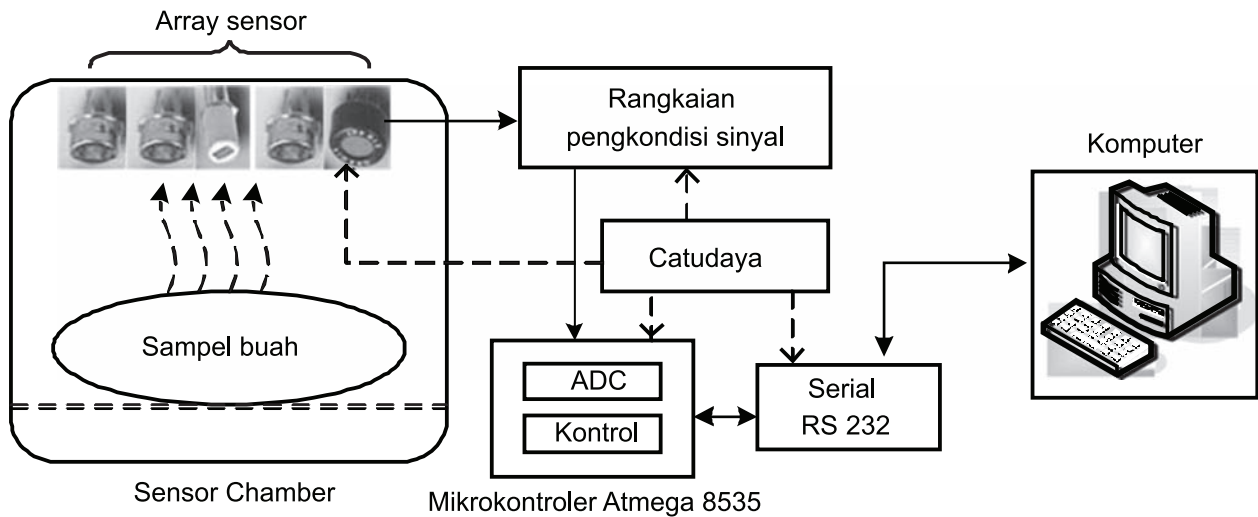 Array sensor
Rangkaian
pengkondisi sinyal
Komputer
Catudaya
Sampel buah
ADC
Kontrol
Serial
RS 232
Sensor Chamber
Mikrokontroler Atmega 8535